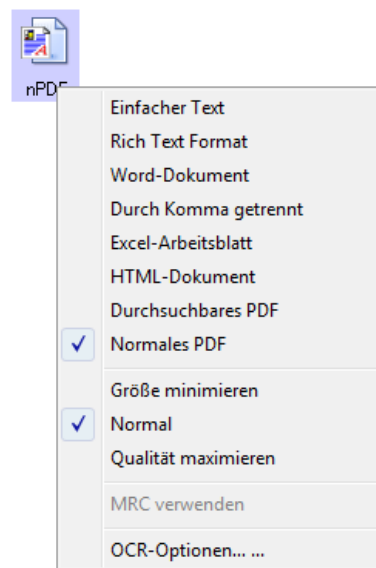 nPDF
Einfacher Text
Rich Text Format
Word-Dokument
Durch Komma getrennt
Excel-Arbeitsblatt
HTML-Dokument
Durchsuchbares PDF
Normales PDF
Größe minimieren
Normal
Qualität maximieren
MRC verwenden
OCR-Optionen... ...